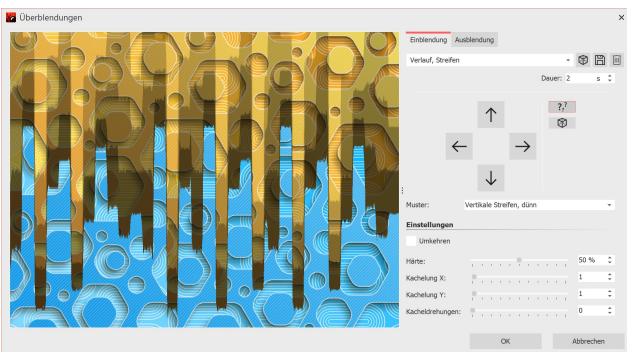 Überblendungen
Einblendung Ausblendung
Verlauf, Streifen
Dauer: 2 s
?,?
Muster: Vertikale Streifen, dünn
Einstellungen
Umkehren
Härte: 50 %
Kachelung X: 1
Kachelung Y: 1
Kacheldrehungen: 0
OK Abbrechen